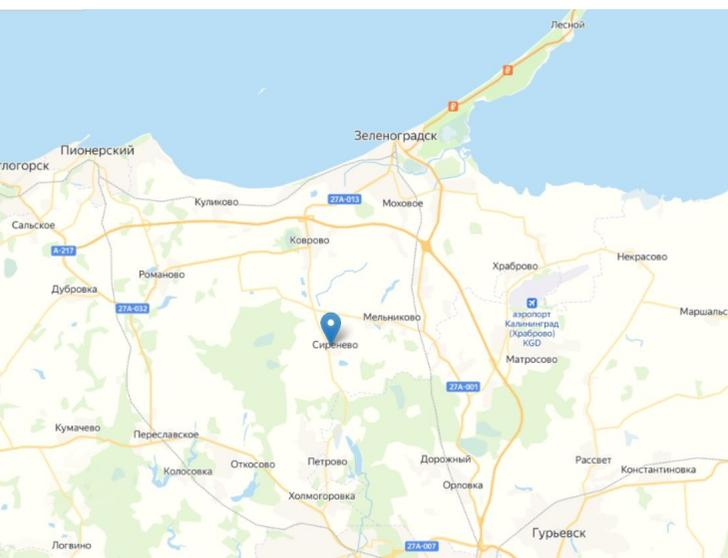 Лесной
Зеленоградск
Пионерский
тлогорск
27А-013
Куликово
Моховое
Сальское
Коврово
А-217
Некрасово
Храброво
Романово
Дубровка
27А-032
аэропорт
Калининград
(Храброво)
KGD
Маршальс
Мельниково
Сиренево
Матросово
27А-001
Кумачево
Переславское
Дорожный
Рассвет
Откосово
Петрово
Колосовка
Константиновка
Орловка
Холмогоровка
Гурьевск
Логвино
27А-007